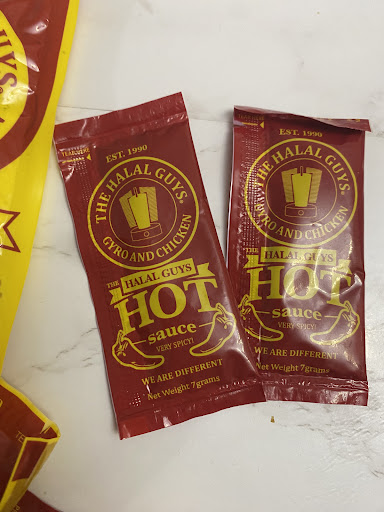 TEAR HERE
EST. 1990
THE HALAL GUYS
GYRO AND CHICKEN
THE
HALAL GUYS
HOT
sauce
VERY SPICY!
WE ARE DIFFERENT
Net Weight 7grams
EST. 1990
THE HALAL GUYS
GYRO AND CHICKEN
THE
HALAL GUYS
HOT
sauce
VERY SPICY!
WE ARE DIFFERENT
Net Weight 7grams